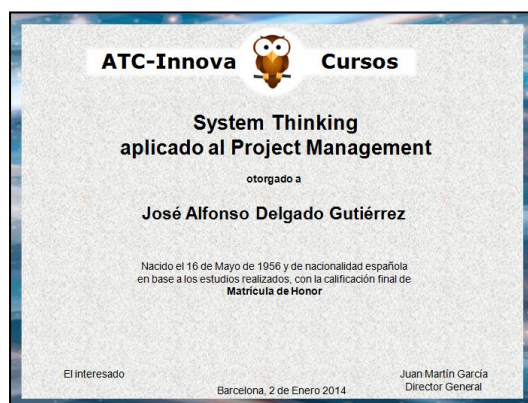 ATC-Innova Cursos
System Thinking
aplicado al Project Management
otorgado a
José Alfonso Delgado Gutiérrez
Nacido el 16 de Mayo de 1956 y de nacionalidad española
en base a los estudios realizados, con la calificación final de
Matrícula de Honor
El interesado
Barcelona, 2 de Enero 2014
Juan Martín García
Director General